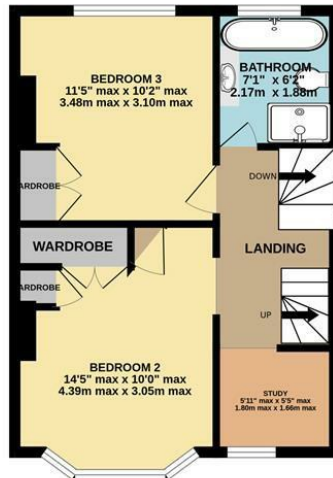 BEDROOM 3
11'5" max x 10'2" max
3.48m max x 3.10m max
BATHROOM
7'1" x 6'2"
2.17m x 1.88m
ARDROBE
DOWN
WARDROBE
LANDING
ARDROBE
UP
BEDROOM 2
14'5" max x 10'0" max
4.39m max x 3.05m max
STUDY
5'11" max x 5'5" max
1.80m max x 1.66m max